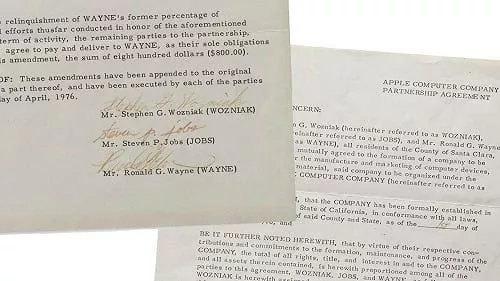 e relinquishment of WAYNE's former percentage of
l efforts thusfar conducted in honor of the aforementioned
term of activity, the remaining parties to the partnership,
agree to pay and deliver to WAYNE, as their sole obligations
is amendment, the sum of eight hundred dollars ($800.00).
OF: These amendments have been appended to the original
a part thereof, and have been executed by each of the parties
day of April, 1976.
Stephen G. Wozniak
Mr. Stephen G. Wozniak (WOZNIAK)
Steven P. Jobs
Mr. Steven P. Jobs (JOBS)
Mr. Ronald G. Wayne (WAYNE)
APPLE COMPUTER COMPANY
PARTNERSHIP AGREEMENT
NCERN:
n G. Wozniak (hereinafter referred to as WOZNIAK),
referred to as JOBS), and Mr. Ronald G. Wayne
as WAYNE), all residents of the County of Santa Clara,
mutually agreed to the formation of a company to be
the manufacture and marketing of computer devices,
material, said company to be organized under the
COMPUTER COMPANY (hereinafter referred to as
, that the COMPANY has been formally established in
State of California, in conformance with all laws,
of said County and State, as of the day of
and
BE IT FURTHER NOTED HEREWITH, that by virtue of their respective con-
tributions and commitments to the formation, maintenance, and progress of the
COMPANY, the total of all rights, title, and interest in and to the COMPANY,
and all assets therein contained, is herewith proportioned among all of the
parties to this agreement, WOZNIAK, JOBS, and WAYNE, as
WOZNIAK is herewith assigned